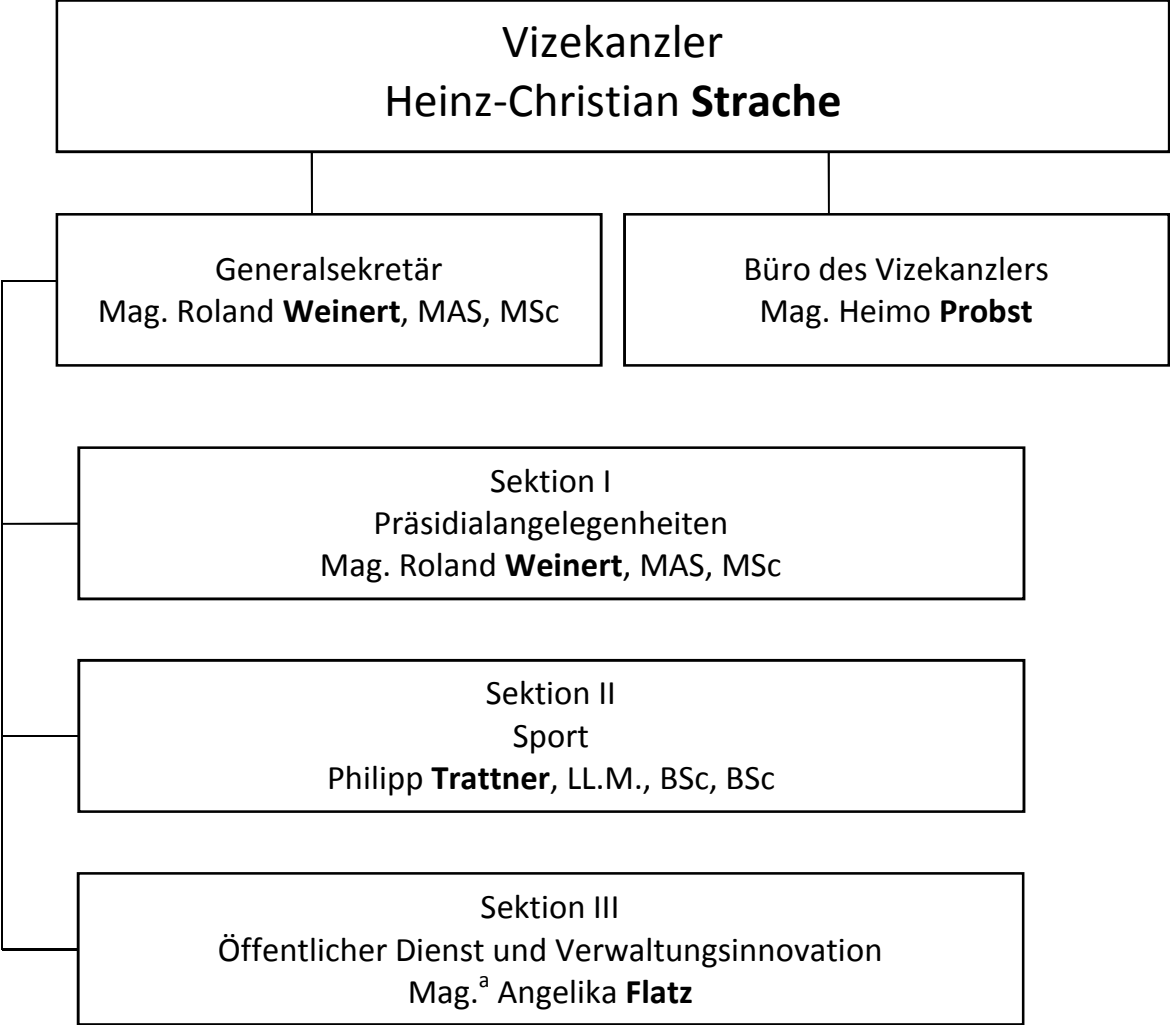 Vizekanzler
Heinz-Christian Strache
Generalsekretär
Mag. Roland Weinert, MAS, MSc
Büro des Vizekanzlers
Mag. Heimo Probst
Sektion I
Präsidialangelegenheiten
Mag. Roland Weinert, MAS, MSc
Sektion II
Sport
Philipp Trattner, LL.M., BSc, BSc
Sektion III
Öffentlicher Dienst und Verwaltungsinnovation
Mag.ª Angelika Flatz